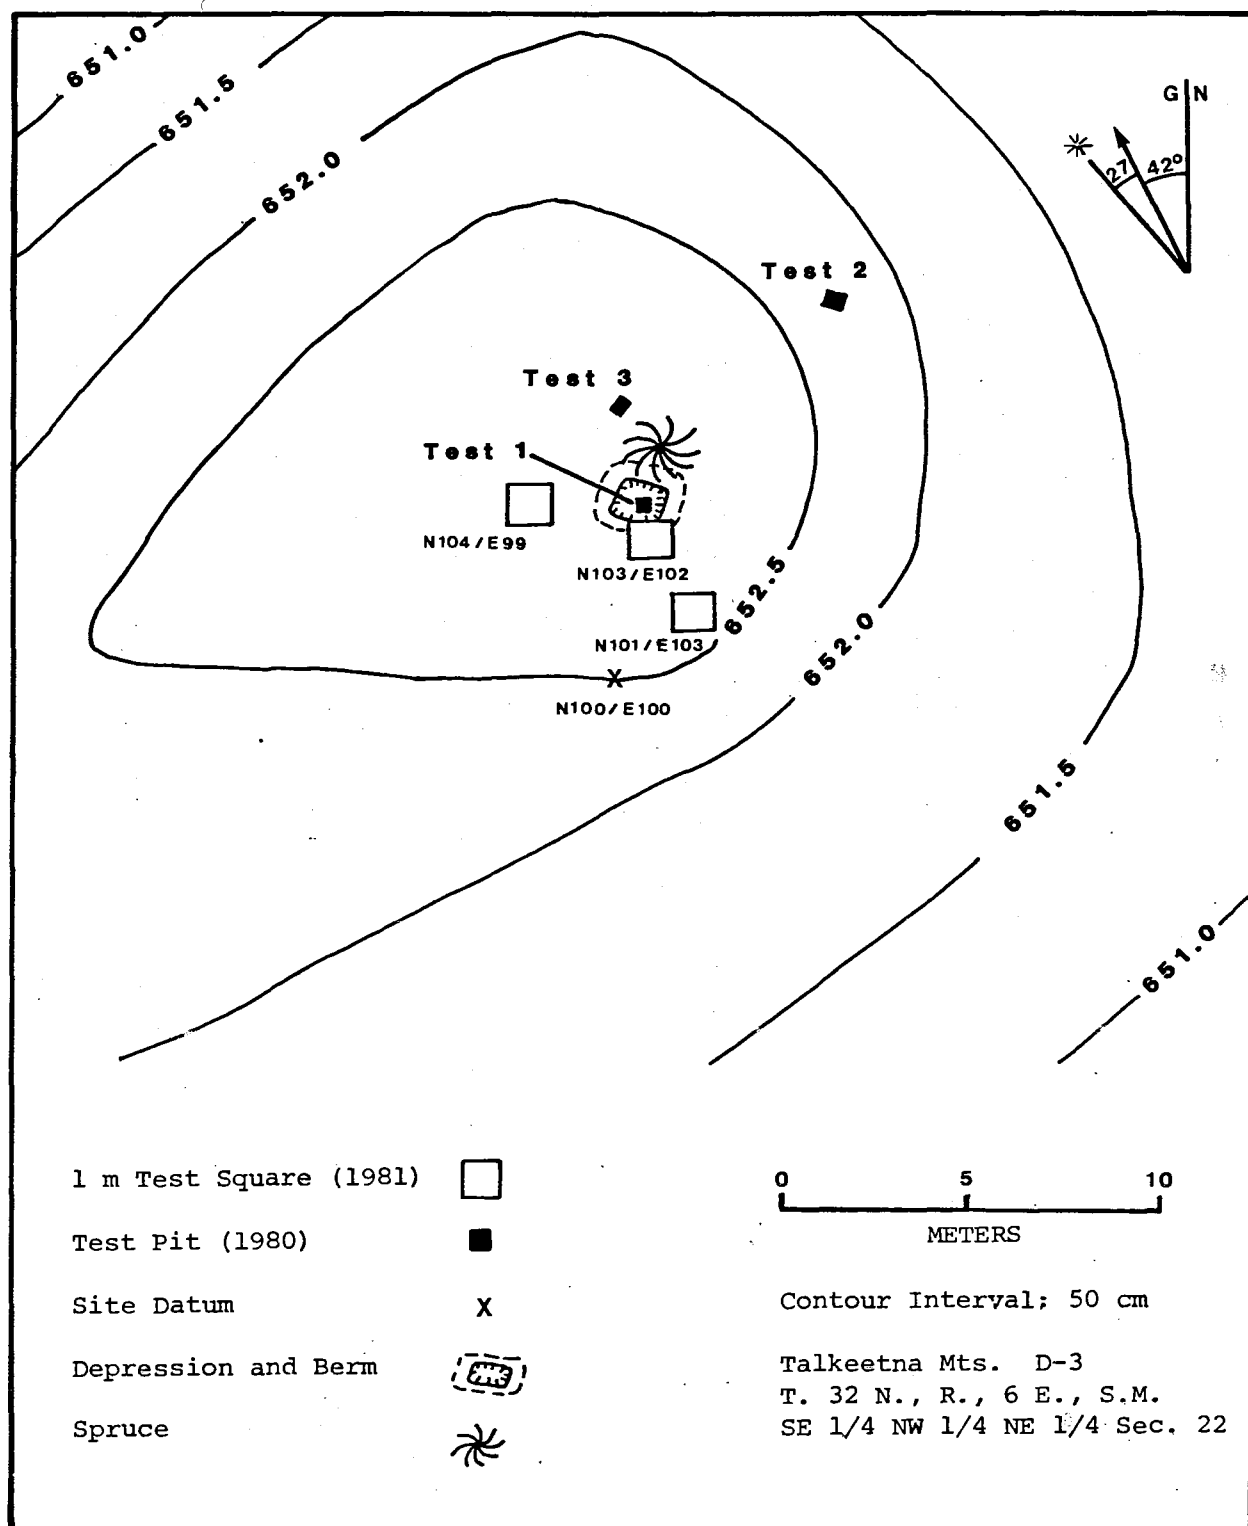 651.0
651.5
652.0
G N
27 42°
Test 2
Test 3
Test 1
N104/E99
N103/E102
N101/E103
652.5
652.0
N100/E100
651.5
651.0
1 m Test Square (1981)
Test Pit (1980)
Site Datum X
Depression and Berm
Spruce
0 5 10
METERS
Contour Interval; 50 cm
Talkeetna Mts. D-3
T. 32 N., R., 6 E., S.M.
SE 1/4 NW 1/4 NE 1/4 Sec. 22